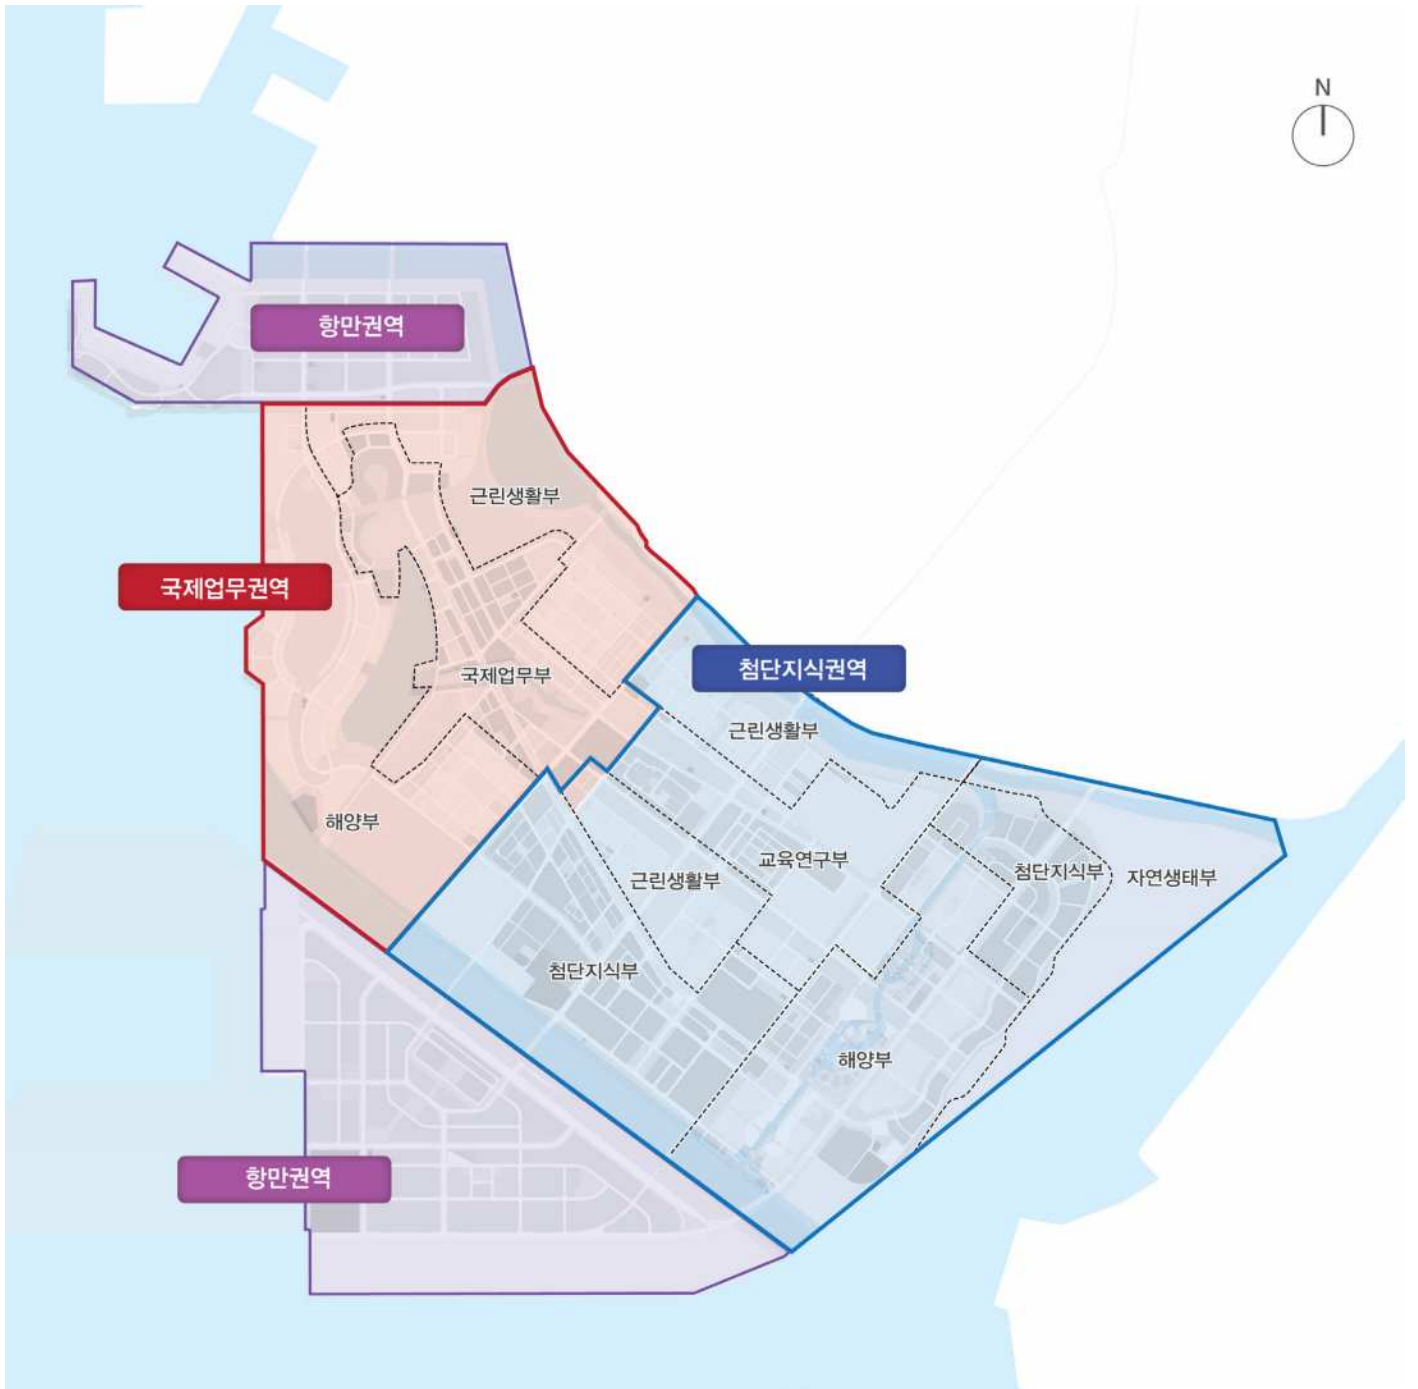 N
항만권역
근린생활부
국제업무권역
국제업무부
첨단지식권역
근린생활부
해양부
교육연구부
근린생활부
첨단지식부
자연생태부
첨단지식부
해양부
항만권역